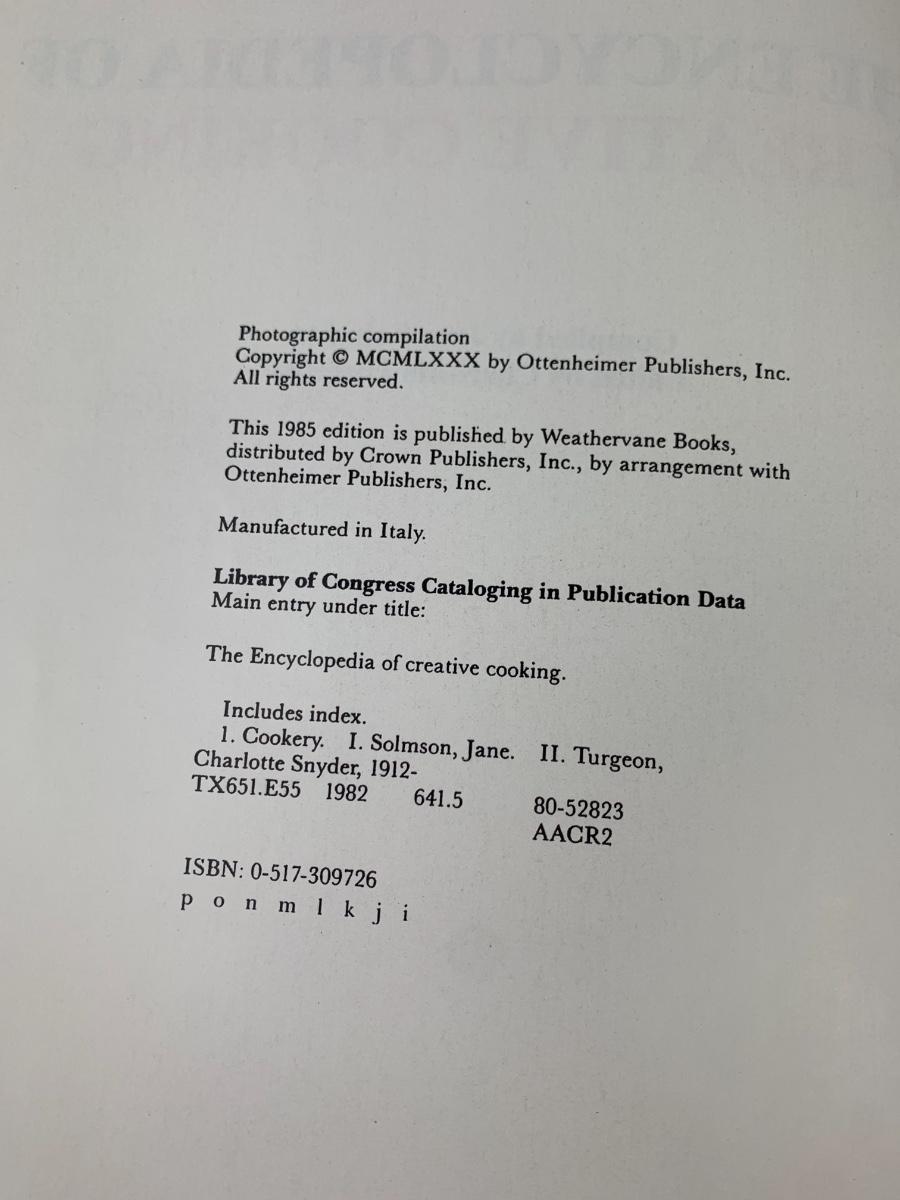 Photographic compilation
Copyright © MCMLXXX by Ottenheimer Publishers, Inc.
All rights reserved.
This 1985 edition is published by Weathervane Books,
distributed by Crown Publishers, Inc., by arrangement with
Ottenheimer Publishers, Inc.
Manufactured in Italy.
Library of Congress Cataloging in Publication Data
Main entry under title:
The Encyclopedia of creative cooking.
Includes index.
1. Cookery. I. Solmson, Jane. II. Turgeon,
Charlotte Snyder, 1912-
TX651.E55 1982 641.5 80-52823
AACR2
ISBN: 0-517-309726
p o n m l k j i